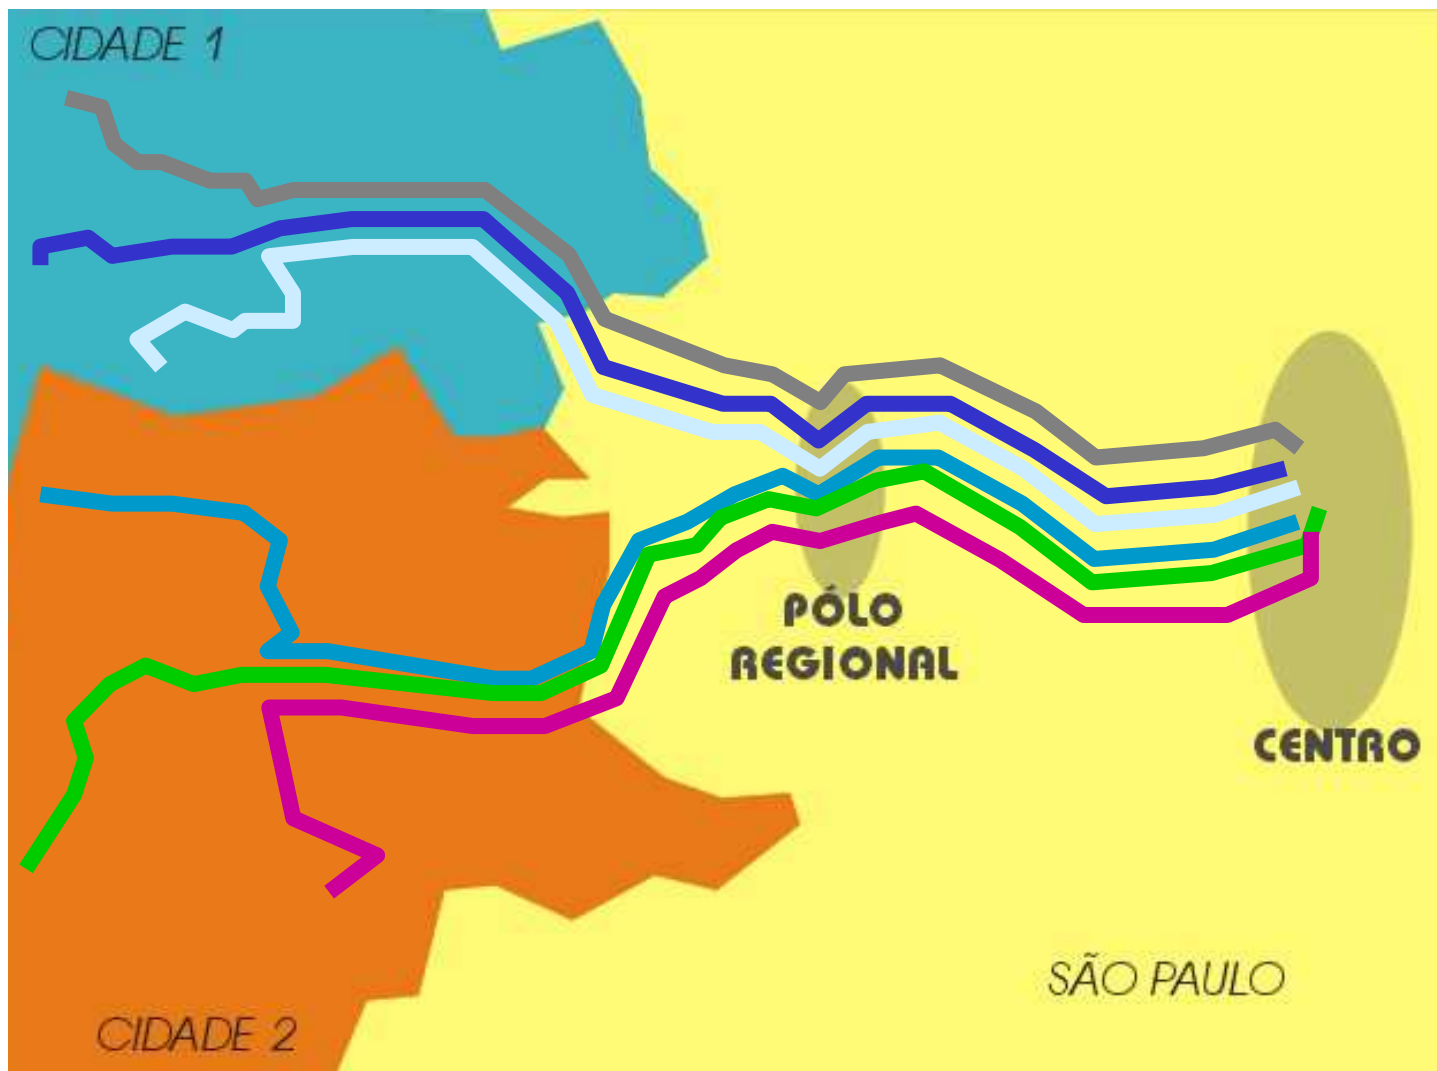 CIDADE 1
PÓLO
REGIONAL
CENTRO
SÃO PAULO
CIDADE 2